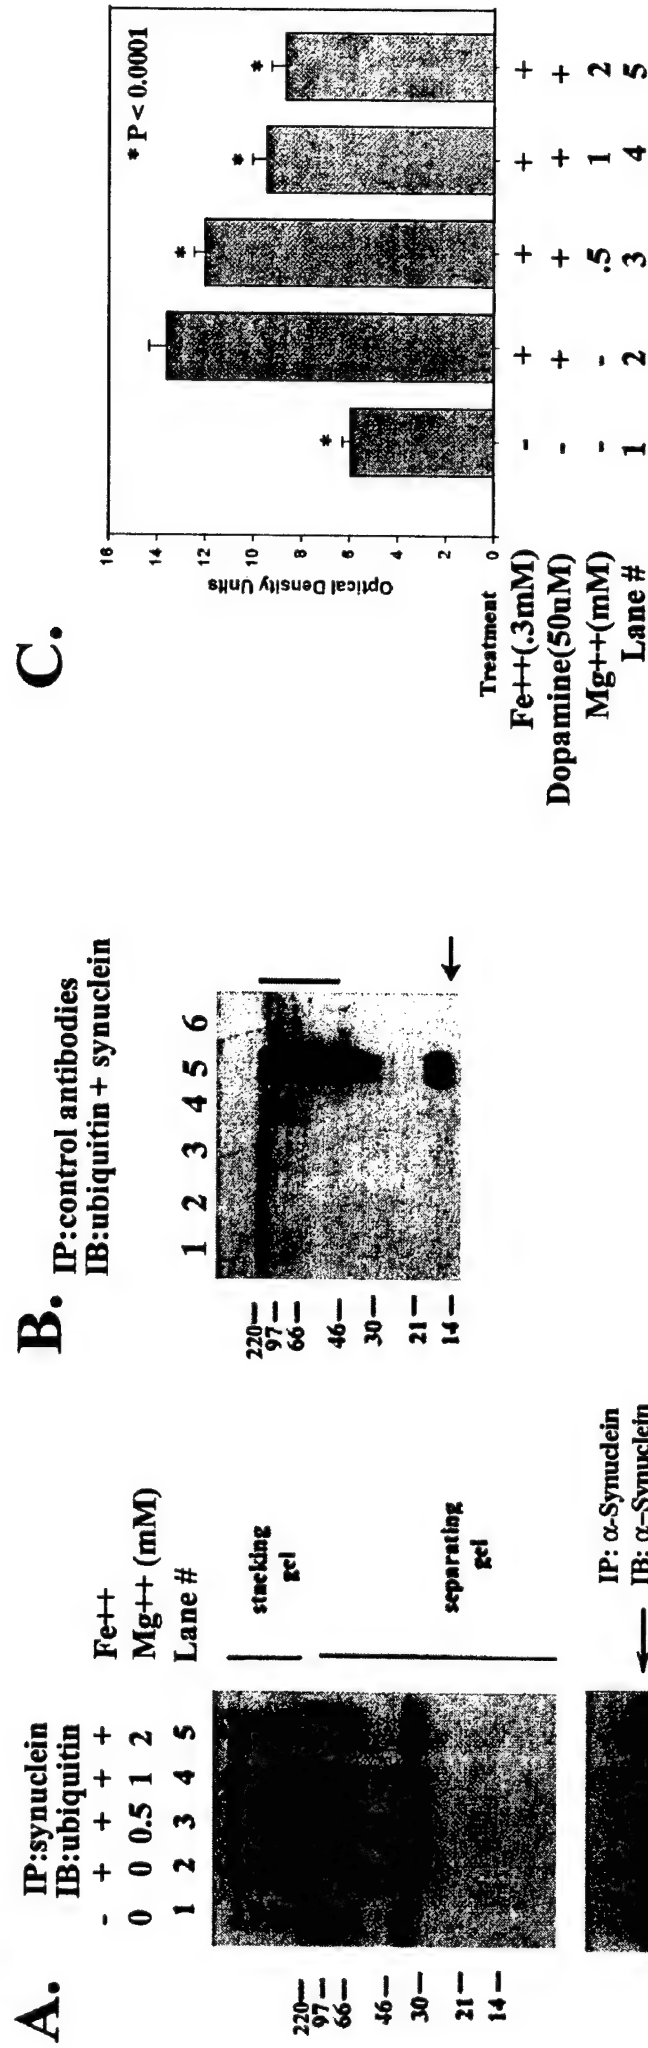 A.
IP:synuclein
IB:ubiquitin
- + + + + Fe++
0 0 0.5 1 2 Mg++ (mM)
1 2 3 4 5 Lane #
220
97
66
46
30
21
14
stacking
gel
separating
gel
IP: α-Synuclein
IB: α-Synuclein
B.
IP:control antibodies
IB:ubiquitin + synuclein
1 2 3 4 5 6
220
97
66
46
30
21
14
C.
* P < 0.0001
16
14
12
10
8
6
4
2
0
Optical Density Units
* * * *
Treatment
Fe++(.3mM) - + + + +
Dopamine(50uM) - + + + +
Mg++(mM) - - .5 1 2
Lane # 1 2 3 4 5